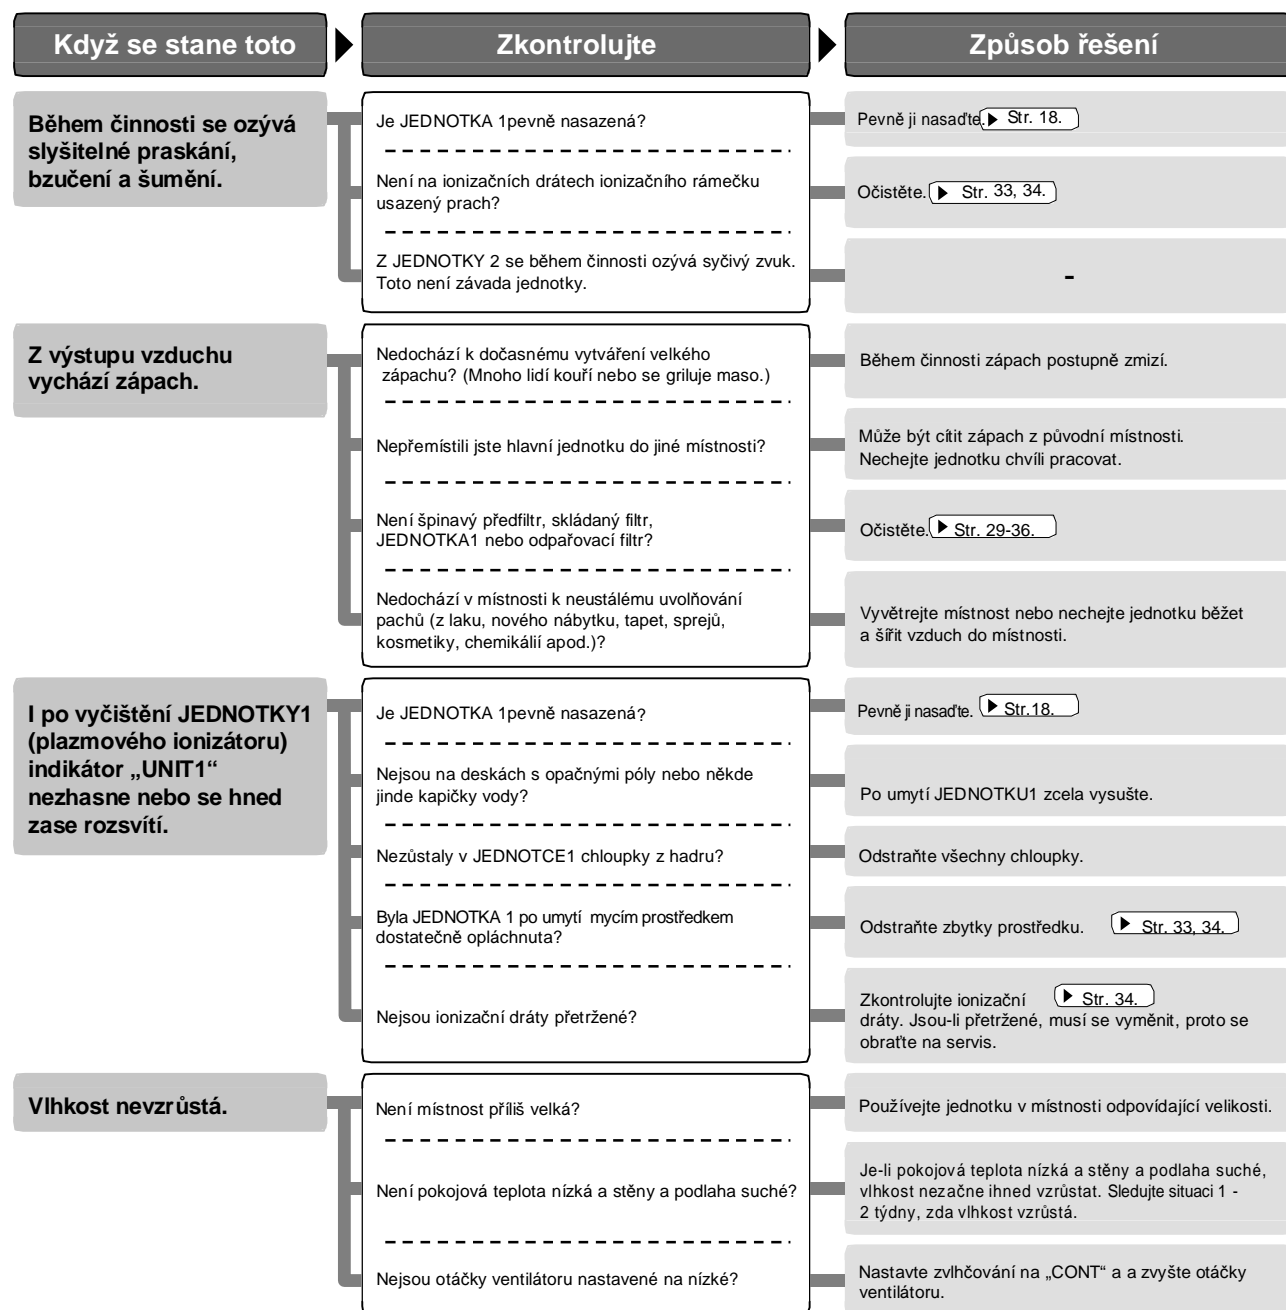 Když se stane toto
Zkontrolujte
Způsob řešení
Během činnosti se ozývá
slyšitelné praskání,
bzučení a šumění.
Je JEDNOTKA 1pevně nasazená?
Pevně ji nasaďte. Str. 18.
Není na ionizačních drátech ionizačního rámečku
usazený prach?
Očistěte. Str. 33, 34.
Z JEDNOTKY 2 se během činnosti ozývá syčivý zvuk.
Toto není závada jednotky.
-
Z výstupu vzduchu
vychází zápach.
Nedochází k dočasnému vytváření velkého
zápachu? (Mnoho lidí kouří nebo se griluje maso.)
Během činnosti zápach postupně zmizí.
Nepřemístili jste hlavní jednotku do jiné místnosti?
Může být cítit zápach z původní místnosti.
Nechejte jednotku chvíli pracovat.
Není špinavý předfiltr, skládaný filtr,
JEDNOTKA1 nebo odpařovací filtr?
Očistěte. Str. 29-36.
Nedochází v místnosti k neustálému uvolňování
pachů (z laku, nového nábytku, tapet, sprejů,
kosmetiky, chemikálií apod.)?
Vyvětrejte místnost nebo nechejte jednotku běžet
a šířit vzduch do místnosti.
I po vyčištění JEDNOTKY1
(plazmového ionizátoru)
indikátor „UNIT1“
nezhasne nebo se hned
zase rozsvítí.
Je JEDNOTKA 1pevně nasazená?
Pevně ji nasaďte. Str.18.
Nejsou na deskách s opačnými póly nebo někde
jinde kapičky vody?
Po umytí JEDNOTKU1 zcela vysušte.
Nezůstaly v JEDNOTCE1 chloupky z hadru?
Odstraňte všechny chloupky.
Byla JEDNOTKA 1 po umytí mycím prostředkem
dostatečně opláchnuta?
Odstraňte zbytky prostředku. Str. 33, 34.
Nejsou ionizační dráty přetržené?
Zkontrolujte ionizační Str. 34.
dráty. Jsou-li přetržené, musí se vyměnit, proto se
obraťte na servis.
Vlhkost nevzrůstá.
Není místnost příliš velká?
Používejte jednotku v místnosti odpovídající velikosti.
Není pokojová teplota nízká a stěny a podlaha suché?
Je-li pokojová teplota nízká a stěny a podlaha suché,
vlhkost nezačne ihned vzrůstat. Sledujte situaci 1 -
2 týdny, zda vlhkost vzrůstá.
Nejsou otáčky ventilátoru nastavené na nízké?
Nastavte zvlhčování na „CONT“ a a zvyšte otáčky
ventilátoru.